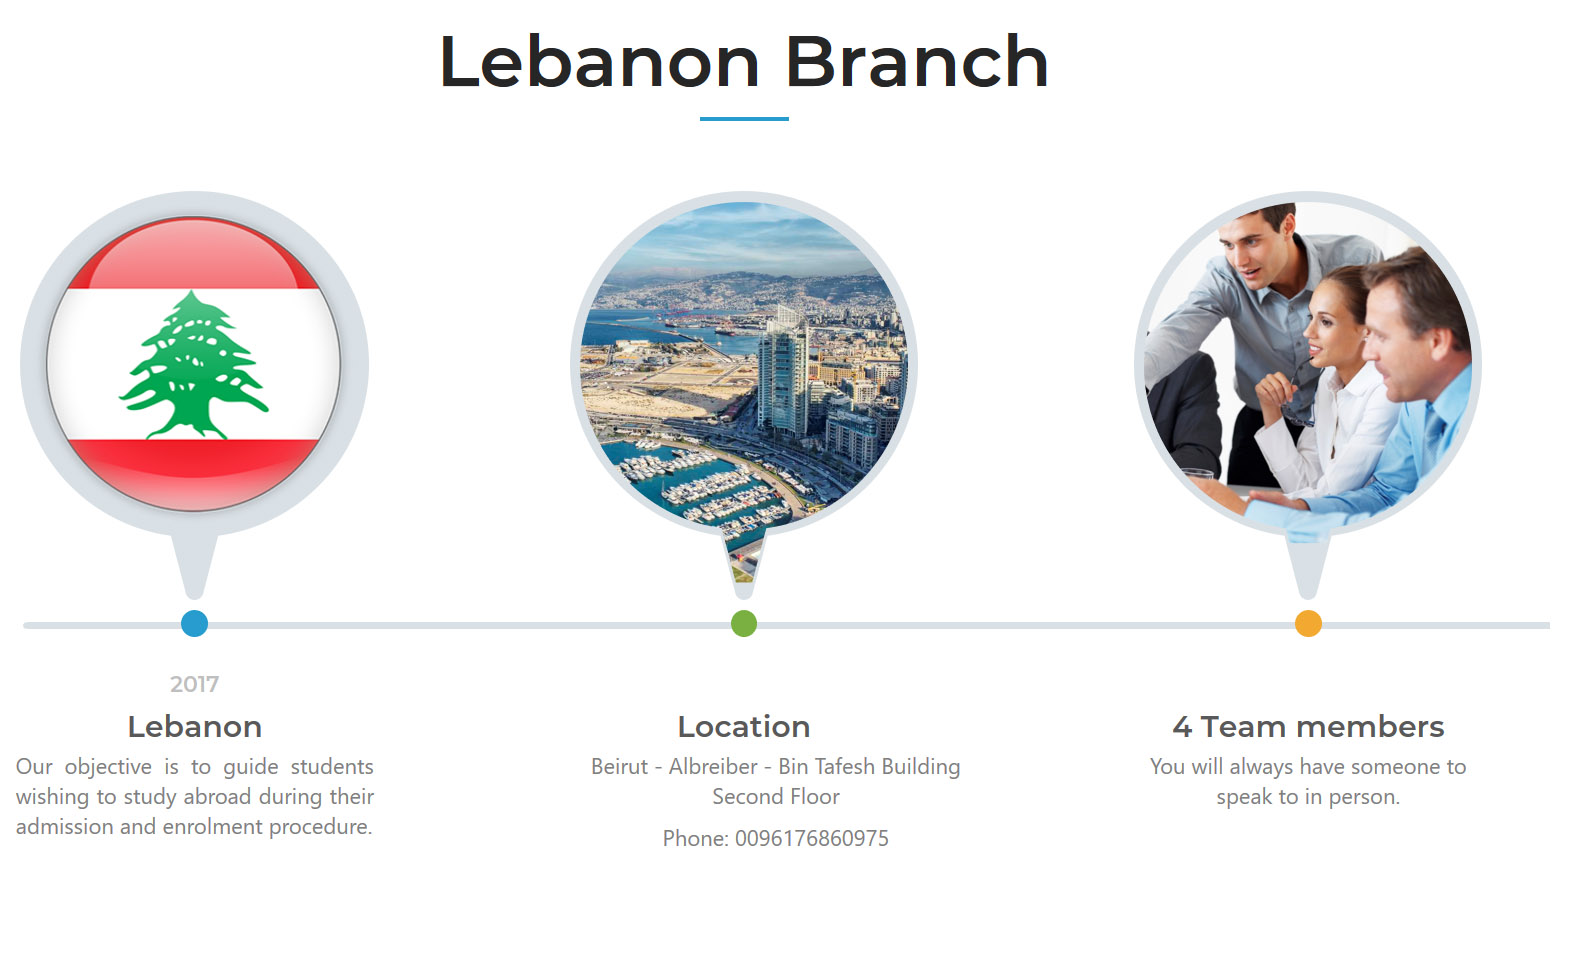 Lebanon Branch
2017
Lebanon
Our objective is to guide students
wishing to study abroad during their
admission and enrolment procedure.
Location
Beirut - Albreiber - Bin Tafesh Building
Second Floor
Phone: 0096176860975
4 Team members
You will always have someone to
speak to in person.